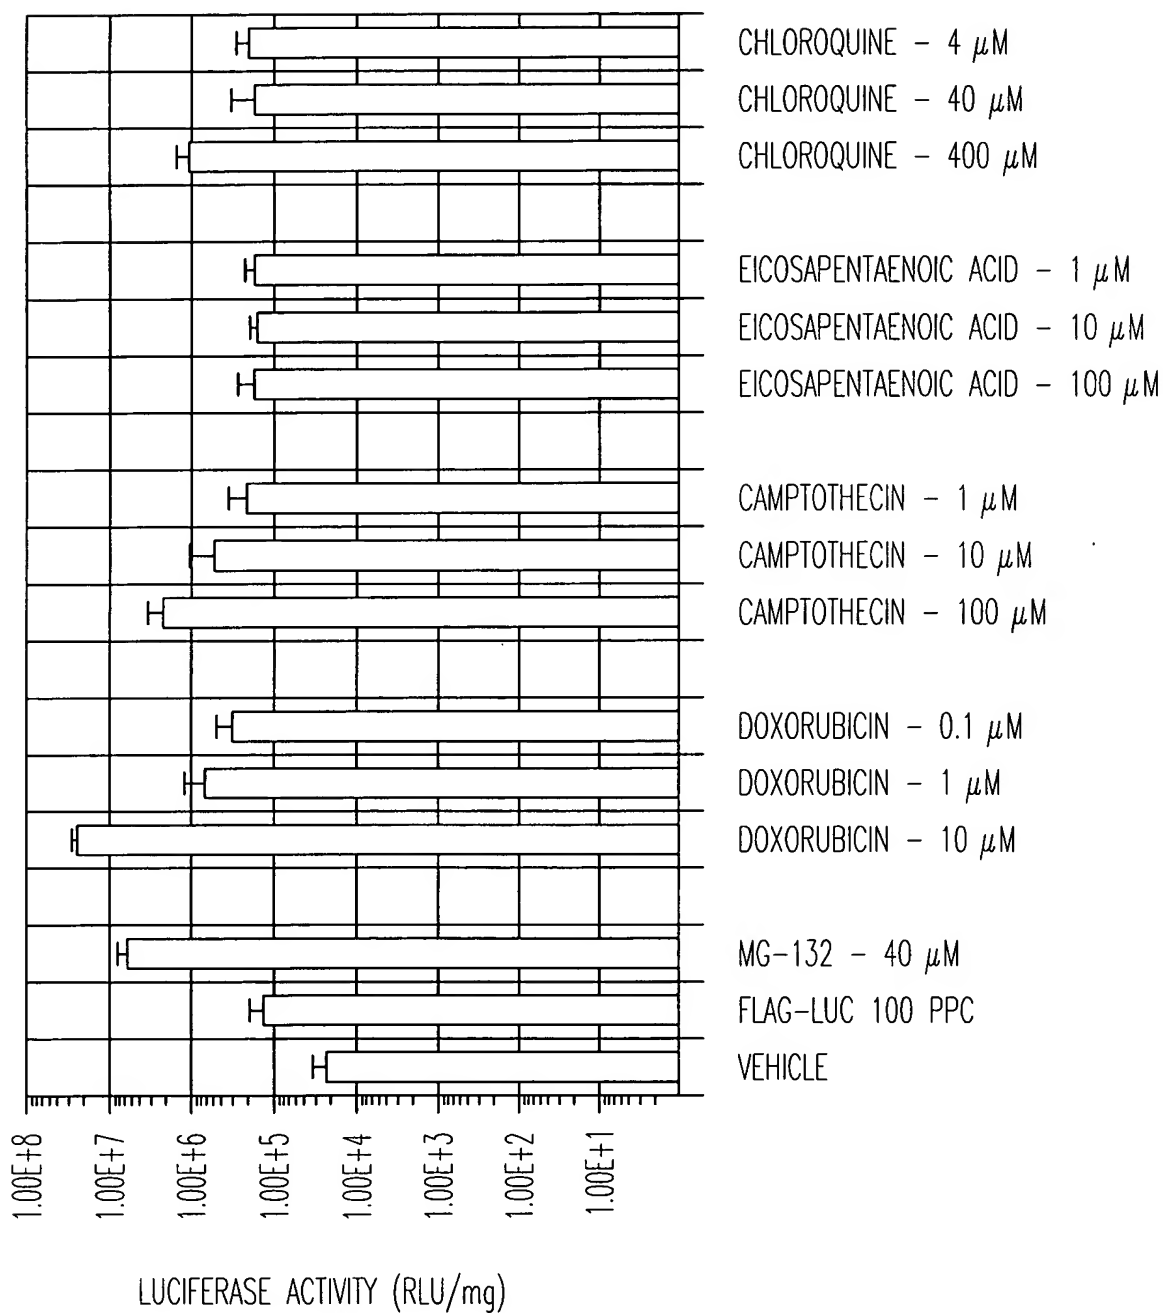 CHLOROQUINE – 4 μM
CHLOROQUINE – 40 μM
CHLOROQUINE – 400 μM
EICOSAPENTAENOIC ACID – 1 μM
EICOSAPENTAENOIC ACID – 10 μM
EICOSAPENTAENOIC ACID – 100 μM
CAMPTOTHECIN – 1 μM
CAMPTOTHECIN – 10 μM
CAMPTOTHECIN – 100 μM
DOXORUBICIN – 0.1 μM
DOXORUBICIN – 1 μM
DOXORUBICIN – 10 μM
MG-132 – 40 μM
FLAG-LUC 100 PPC
VEHICLE
1.00E+8
1.00E+7
1.00E+6
1.00E+5
1.00E+4
1.00E+3
1.00E+2
1.00E+1
LUCIFERASE ACTIVITY (RLU/mg)